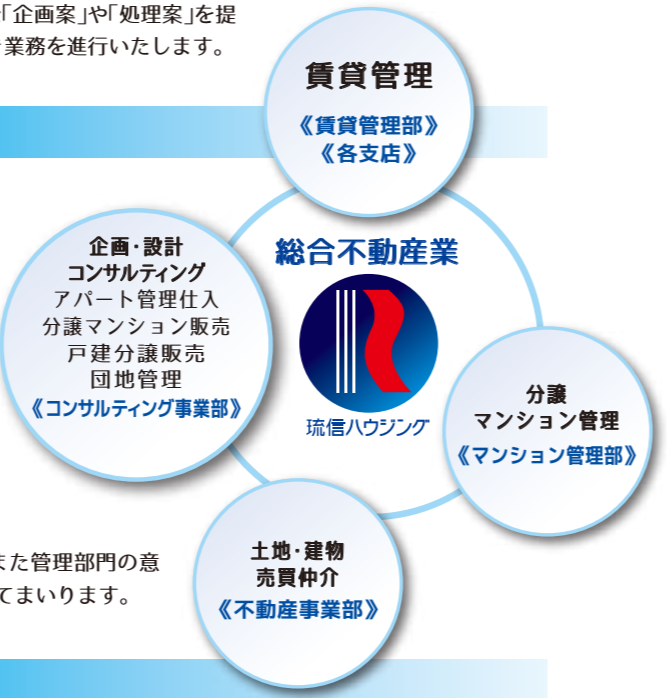 「企画案」や「処理案」を提
業務を進行いたします。
賃貸管理
《賃貸管理部》
《各支店》
企画・設計
コンサルティング
アパート管理仕入
分譲マンション販売
戸建分譲販売
団地管理
《コンサルティング事業部》
総合不動産業
琉信ハウジング
分譲
マンション管理
《マンション管理部》
また管理部門の意
てまいります。
土地・建物
売買仲介
《不動産事業部》